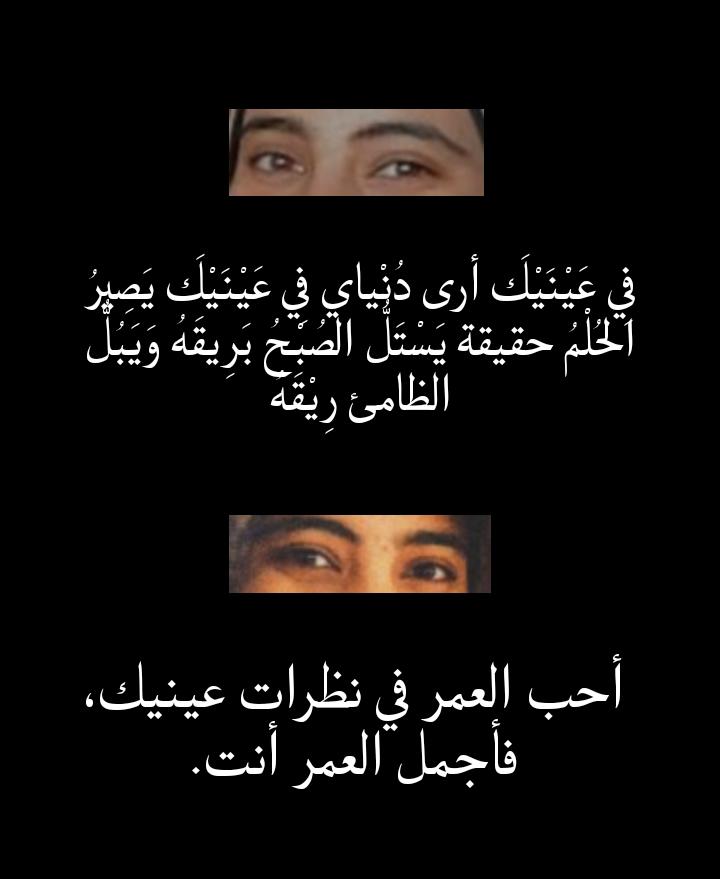 فِي عَيْنَيْكَ أرى دُنْياي فِي عَيْنَيْكَ يَصِيرُ
الحُلْمُ حقيقة يَسْتَلُّ الصُبْحُ بَرِيقَهُ وَيَبُلُّ
الظامئ رِيْقَهَ
أحب العمر في نظرات عينيك،
فأجمل العمر أنت.